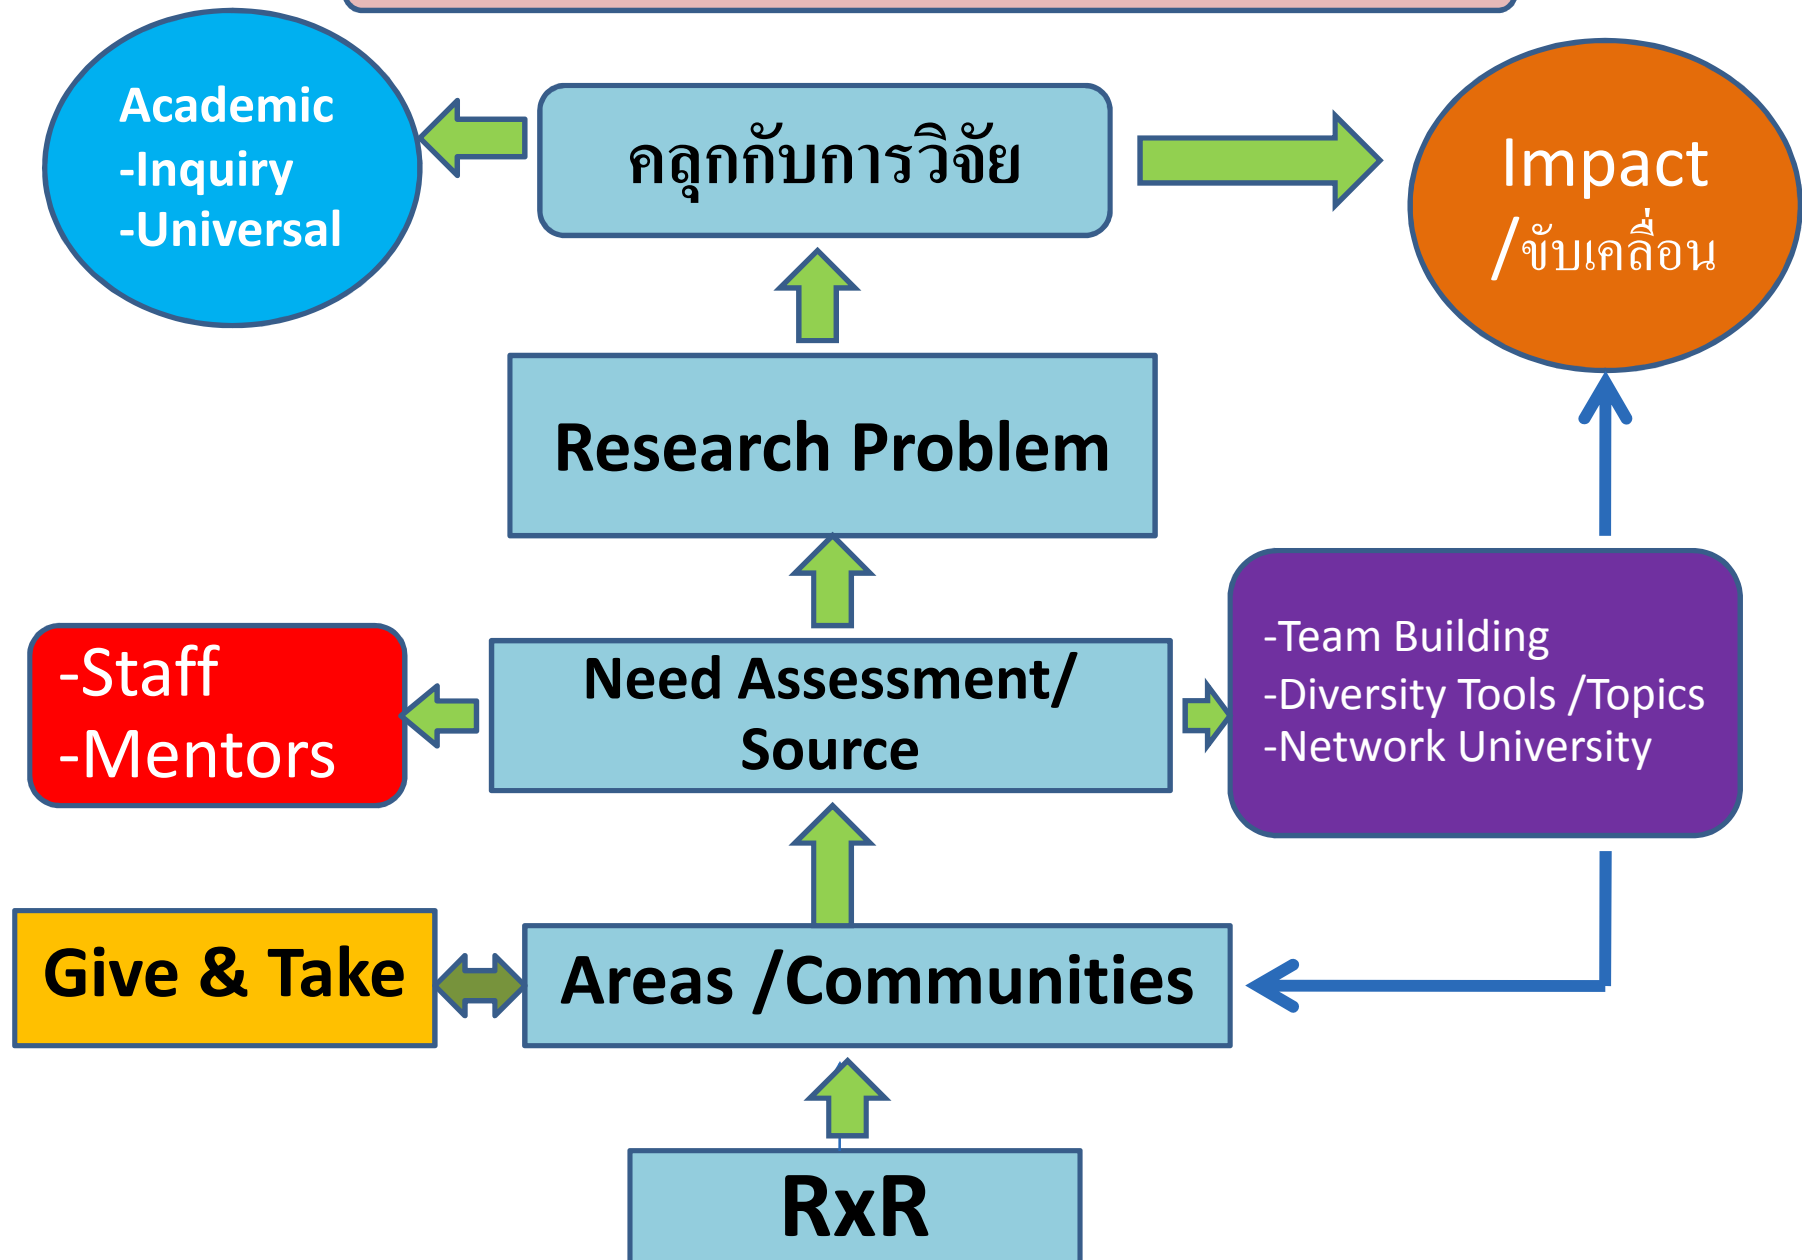 Academic
-Inquiry
-Universal
คลุกกับการวิจัย
Impact
/ขับเคลื่อน
Research Problem
-Staff
-Mentors
Need Assessment/
Source
-Team Building
-Diversity Tools /Topics
-Network University
Give & Take
Areas /Communities
RxR